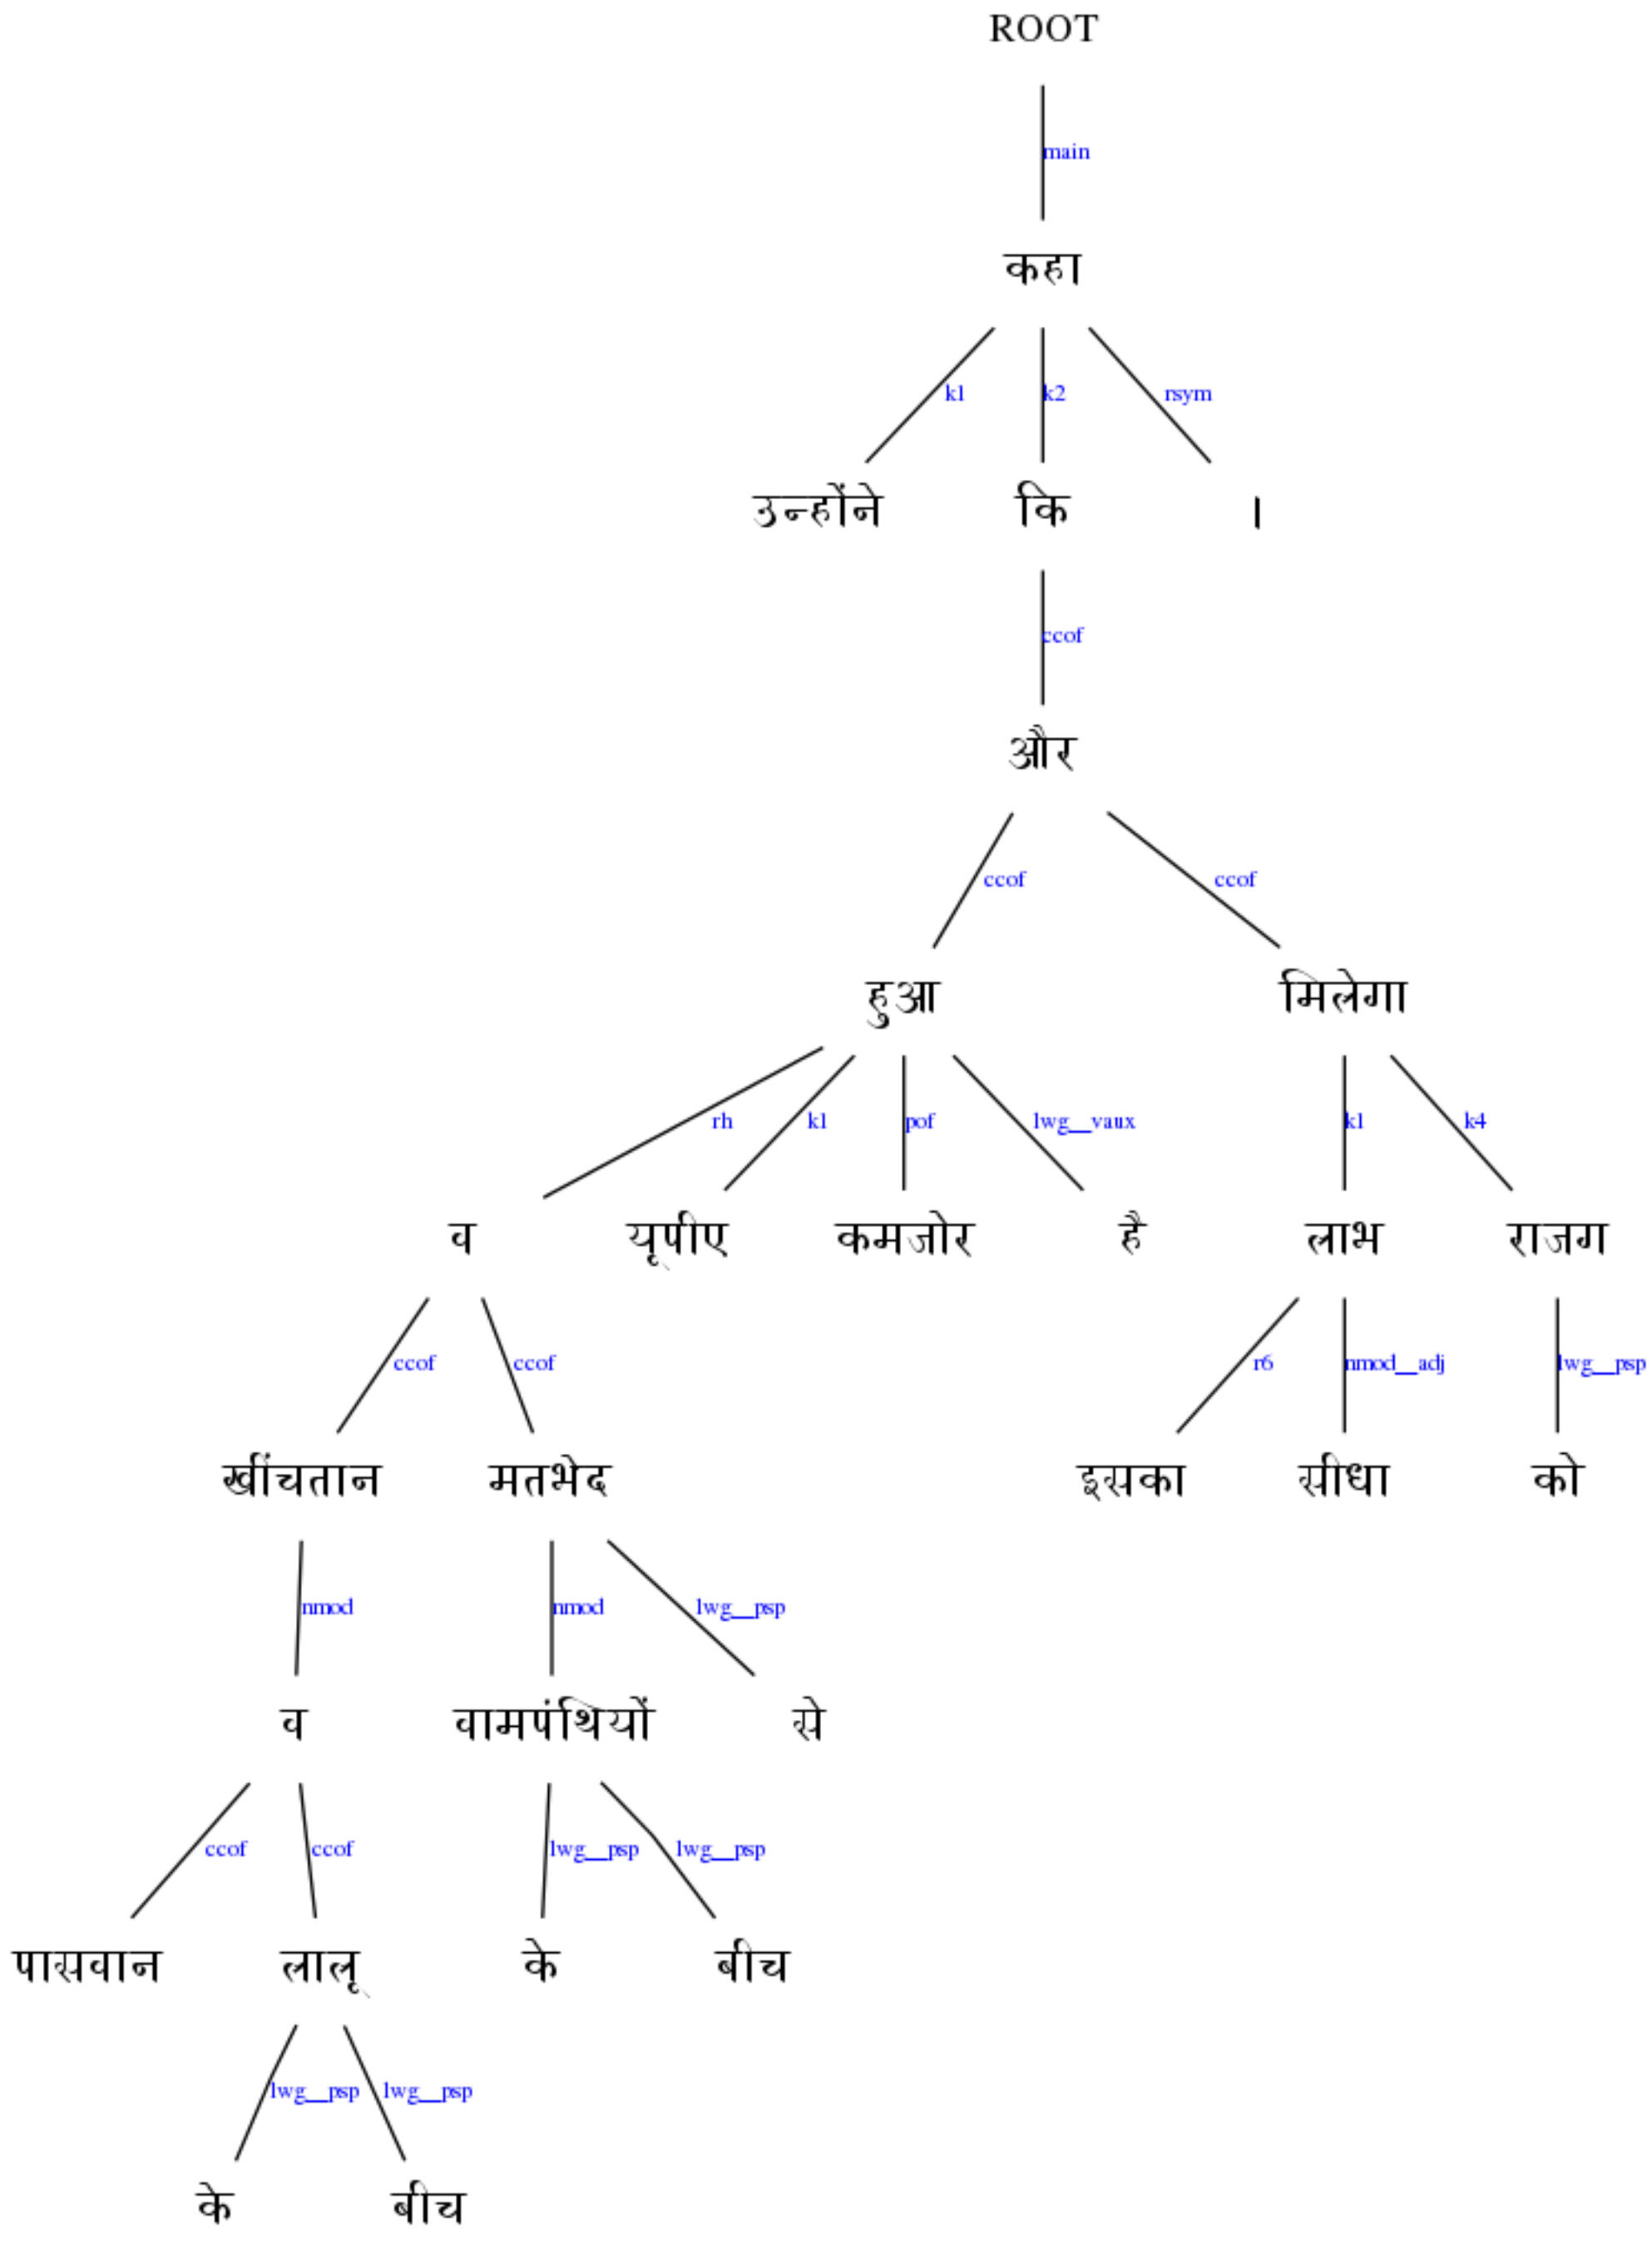 ROOT
main
कहा
k1 k2 rsym
उन्होंने कि ।
ccof
और
ccof ccof
हुआ मिलेगा
rh k1 pof lwg__vaux k1 k4
व यूपीए कमजोर है लाभ राजग
ccof ccof r6 nmod__adj lwg__psp
खींचतान मतभेद इसका सीधा को
nmod nmod lwg__psp
व वामपंथियों से
ccof ccof lwg__psp lwg__psp
पासवान लालू के बीच
lwg__psp lwg__psp
के बीच